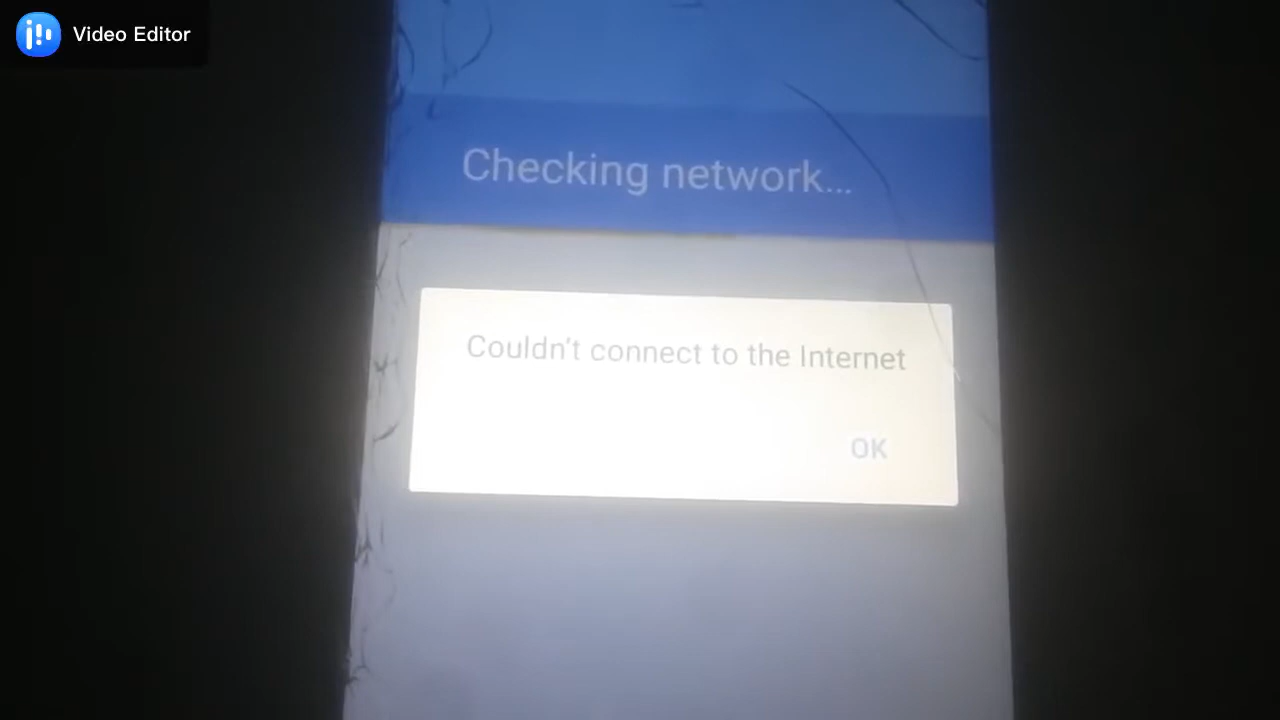 Video Editor
Checking network...
Couldn't connect to the Internet
OK